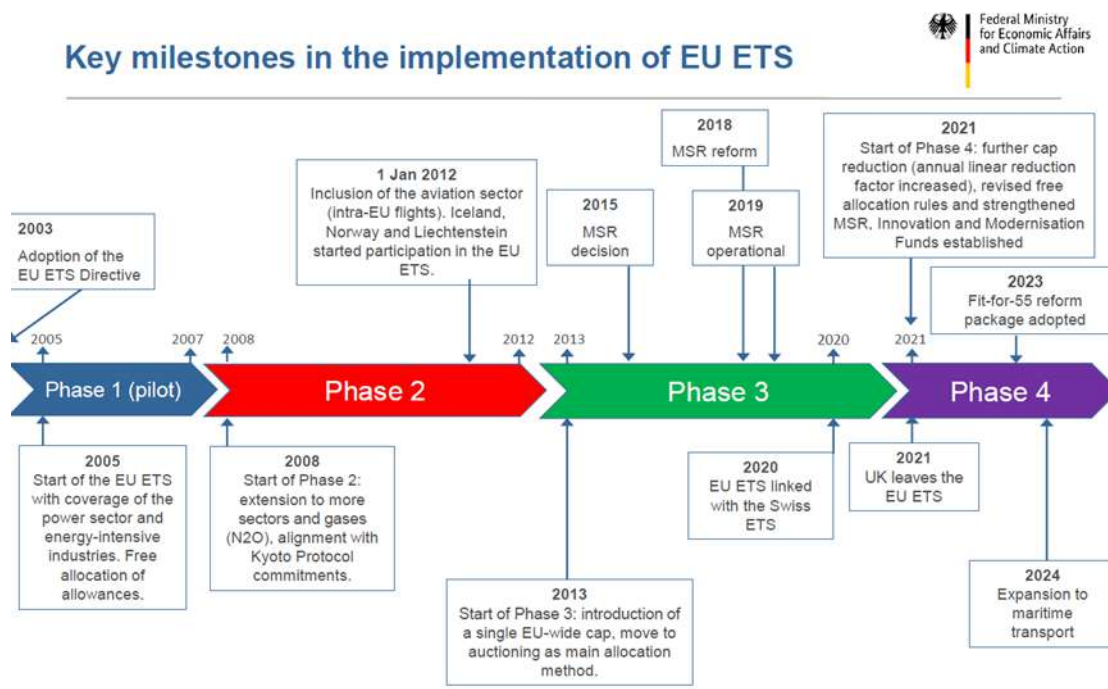 Key milestones in the implementation of EU ETS
Federal Ministry
for Economic Affairs
and Climate Action
2003
Adoption of the
EU ETS Directive
1 Jan 2012
Inclusion of the aviation sector
(intra-EU flights). Iceland,
Norway and Liechtenstein
started participation in the EU
ETS.
2015
MSR
decision
2018
MSR reform
2019
MSR
operational
2021
Start of Phase 4: further cap
reduction (annual linear reduction
factor increased), revised free
allocation rules and strengthened
MSR, Innovation and Modernisation
Funds established
2023
Fit-for-55 reform
package adopted
2005
2007
2008
2012
2013
2020
2021
Phase 1 (pilot)
Phase 2
Phase 3
Phase 4
2005
Start of the EU ETS
with coverage of the
power sector and
energy-intensive
industries. Free
allocation of
allowances.
2008
Start of Phase 2:
extension to more
sectors and gases
(N2O), alignment with
Kyoto Protocol
commitments.
2013
Start of Phase 3: introduction of
a single EU-wide cap, move to
auctioning as main allocation
method.
2020
EU ETS linked
with the Swiss
ETS
2021
UK leaves the
EU ETS
2024
Expansion to
maritime
transport